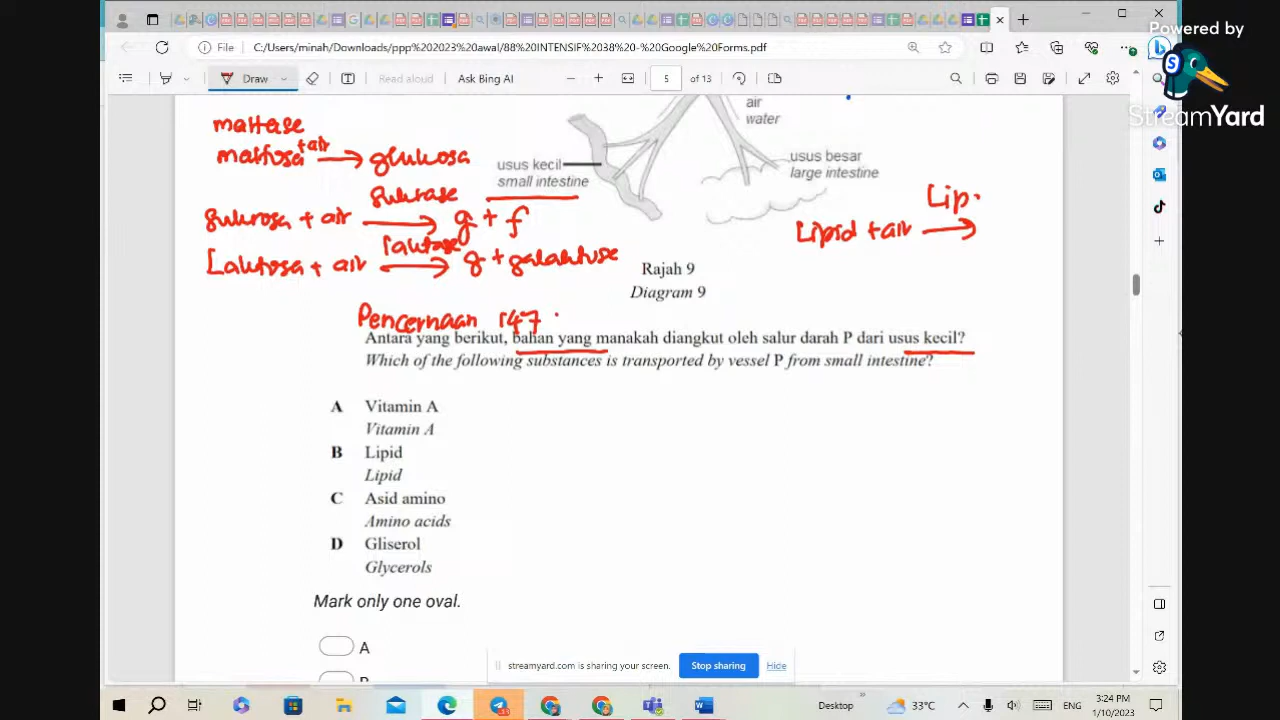 Powered by
StreamYard
File
C:/Users/minah/Downloads/ppp%202023%20awal/88%20INTENSIF%2038%20-%20Google%20Forms.pdf
Draw
Read aloud
Ask Bing AI
5 of 13
maltase
maltosa + air → glukosa
air
water
usus kecil
small intestine
usus besar
large intestine
sukrase
sukrosa + air → g + f
Lip
Lipid + air →
laktase
Laktosa + air → g + galaktose
Rajah 9
Diagram 9
Pencernaan 147
Antara yang berikut, bahan yang manakah diangkut oleh salur darah P dari usus kecil?
Which of the following substances is transported by vessel P from small intestine?
A Vitamin A
Vitamin A
B Lipid
Lipid
C Asid amino
Amino acids
D Gliserol
Glycerols
Mark only one oval.
A
streamyard.com is sharing your screen.
Stop sharing
Hide
Desktop
33°C
3:24 PM
1/10/2023